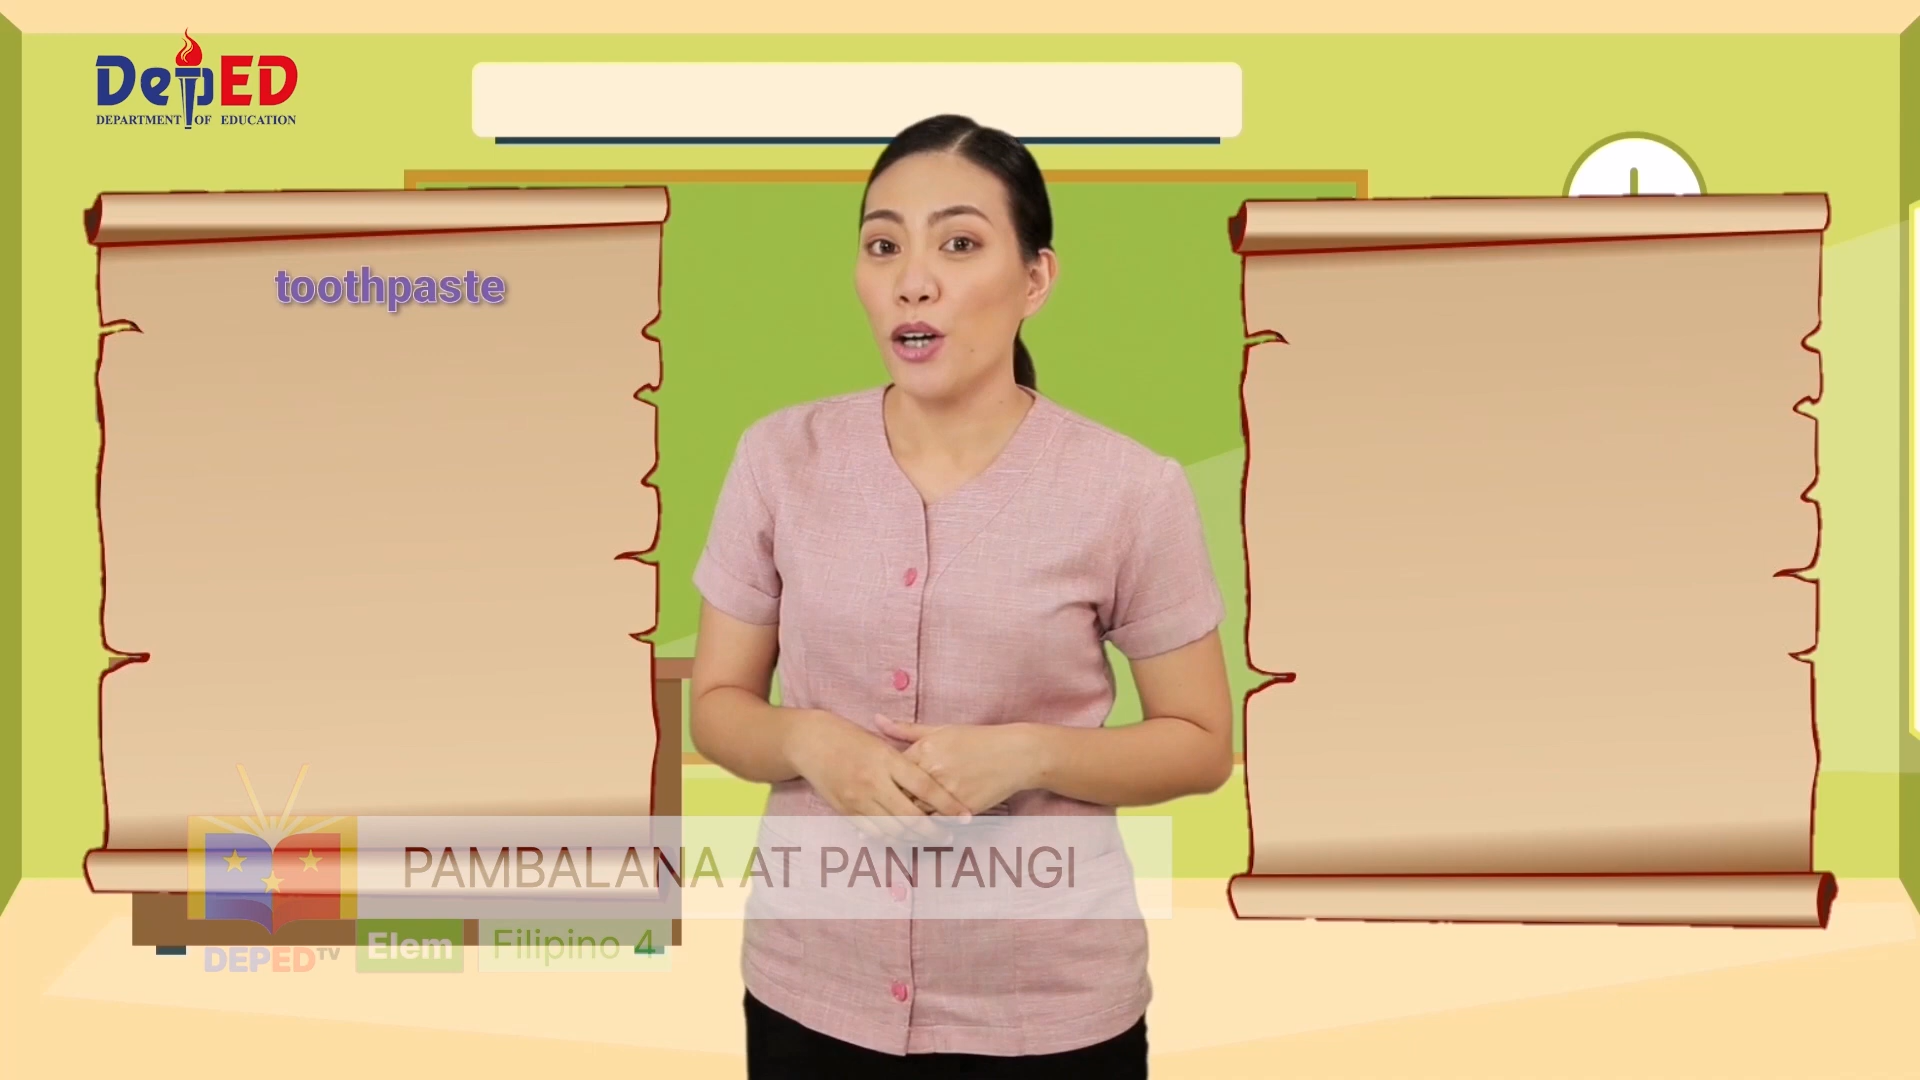 DepED
DEPARTMENT OF EDUCATION
toothpaste
PAMBALANA AT PANTANGI
DEPED TV
Elem
Filipino 4